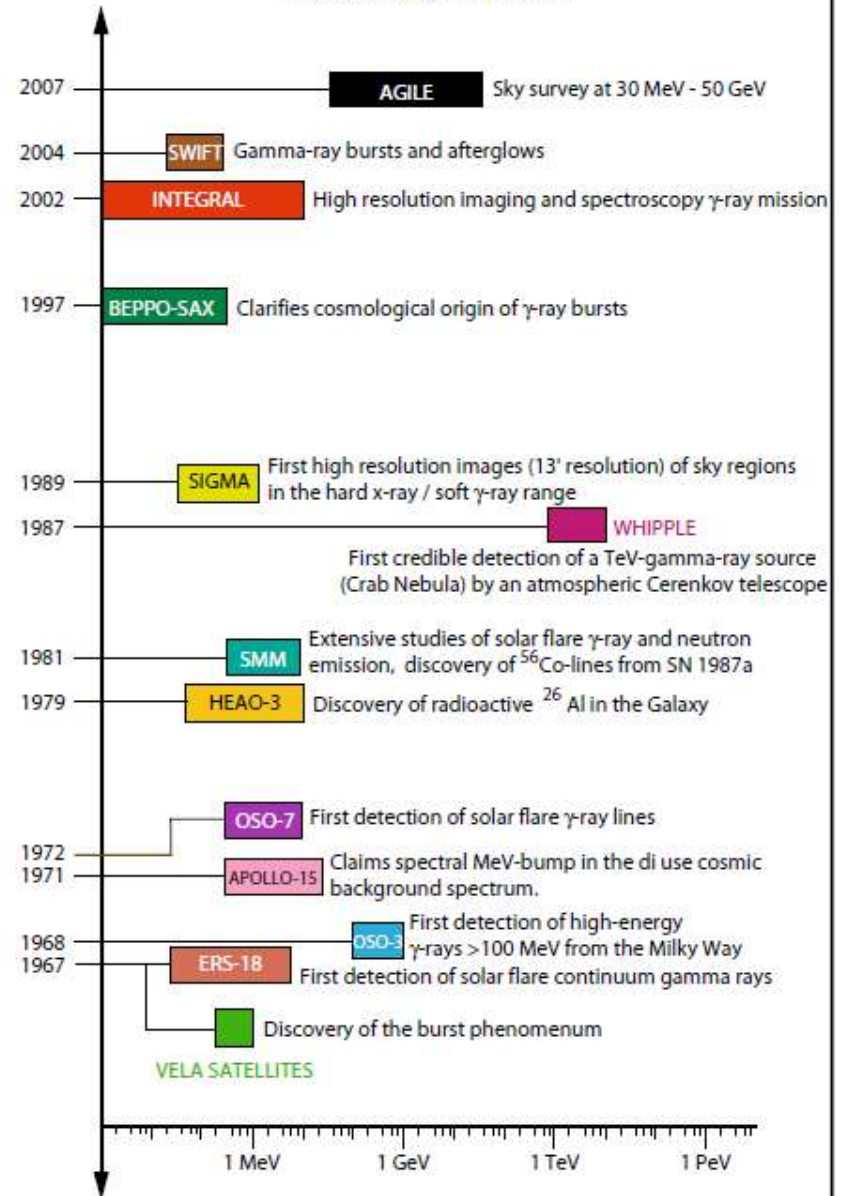 2007
AGILE
Sky survey at 30 MeV - 50 GeV
2004
SWIFT
Gamma-ray bursts and afterglows
2002
INTEGRAL
High resolution imaging and spectroscopy γ-ray mission
1997
BEPPO-SAX
Clarifies cosmological origin of γ-ray bursts
1989
SIGMA
First high resolution images (13' resolution) of sky regions
in the hard x-ray / soft γ-ray range
1987
WHIPPLE
First credible detection of a TeV-gamma-ray source
(Crab Nebula) by an atmospheric Cerenkov telescope
1981
SMM
Extensive studies of solar flare γ-ray and neutron
emission, discovery of ⁵⁶Co-lines from SN 1987a
1979
HEAO-3
Discovery of radioactive ²⁶ Al in the Galaxy
OSO-7
First detection of solar flare γ-ray lines
1972
1971
APOLLO-15
Claims spectral MeV-bump in the di use cosmic
background spectrum.
1968
OSO-3
First detection of high-energy
γ-rays >100 MeV from the Milky Way
1967
ERS-18
First detection of solar flare continuum gamma rays
Discovery of the burst phenomenum
VELA SATELLITES
1 MeV
1 GeV
1 TeV
1 PeV